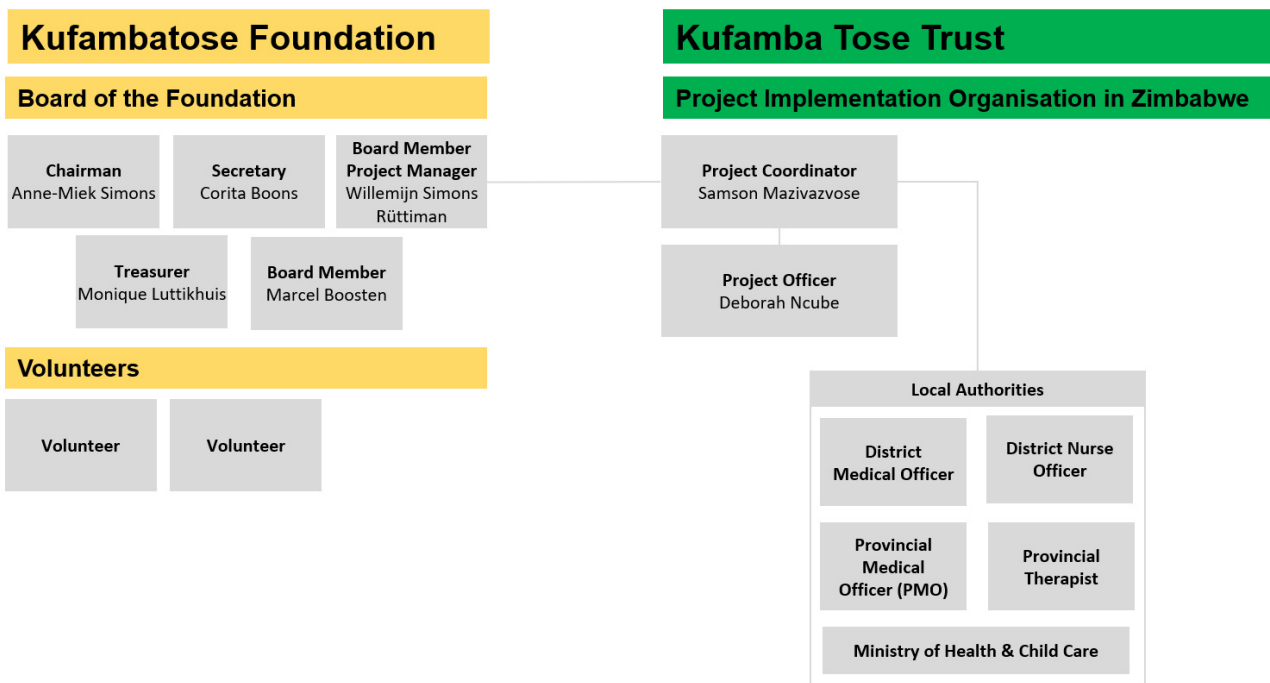 Kufambatose Foundation
Board of the Foundation
Chairman
Anne-Miek Simons
Secretary
Corita Boons
Board Member
Project Manager
Willemijn Simons
Rüttiman
Treasurer
Monique Luttikhuis
Board Member
Marcel Boosten
Volunteers
Volunteer
Volunteer
Kufamba Tose Trust
Project Implementation Organisation in Zimbabwe
Project Coordinator
Samson Mazivazvose
Project Officer
Deborah Ncube
Local Authorities
District
Medical Officer
District Nurse
Officer
Provincial
Medical
Officer (PMO)
Provincial
Therapist
Ministry of Health & Child Care